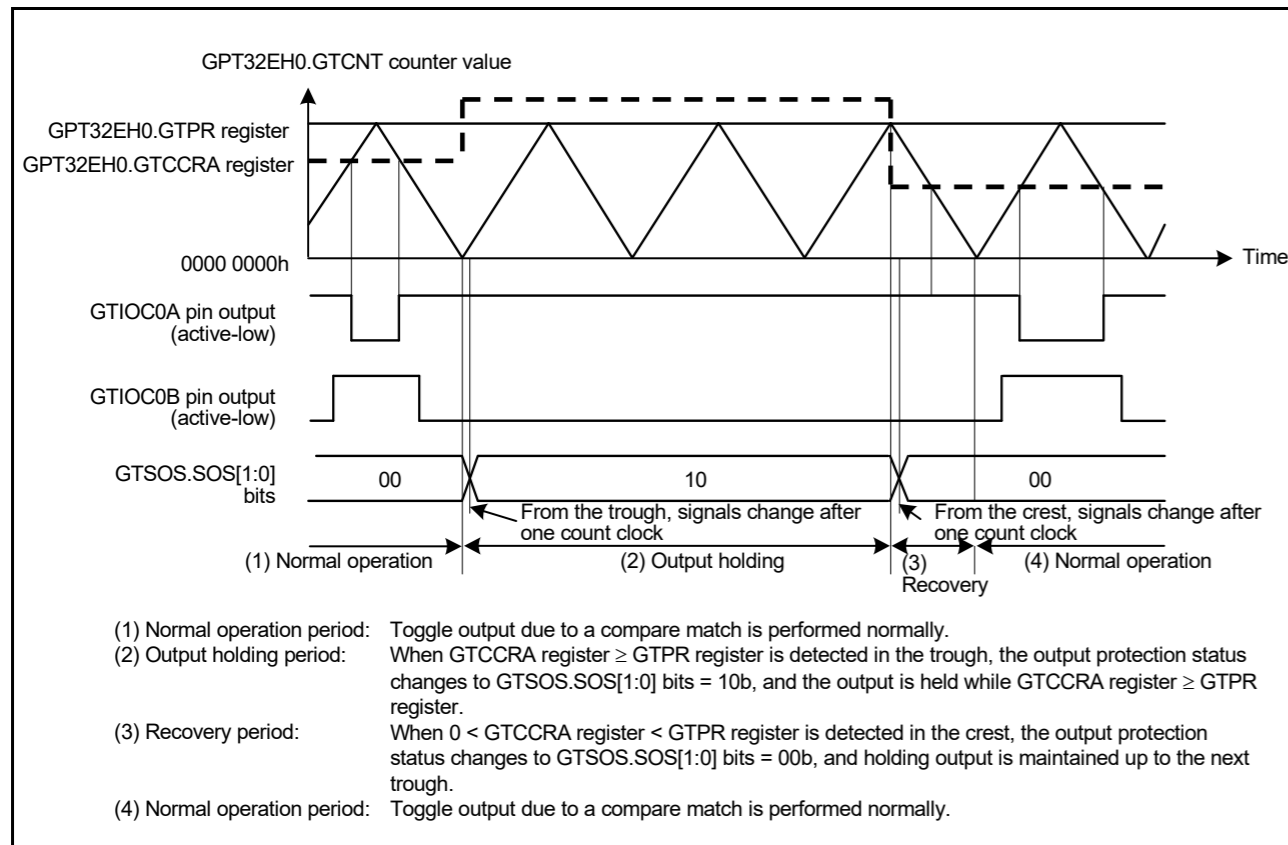 GPT32EH0.GTCNT counter value
GPT32EH0.GTPR register
GPT32EH0.GTCCRA register
0000 0000h
Time
GTIOC0A pin output
(active-low)
GTIOC0B pin output
(active-low)
GTSOS.SOS[1:0]
bits
00
10
00
From the trough, signals change after
one count clock
From the crest, signals change after
one count clock
(1) Normal operation
(2) Output holding
(3)
Recovery
(4) Normal operation
(1) Normal operation period: Toggle output due to a compare match is performed normally.
(2) Output holding period: When GTCCRA register ≥ GTPR register is detected in the trough, the output protection status
changes to GTSOS.SOS[1:0] bits = 10b, and the output is held while GTCCRA register ≥ GTPR
register.
(3) Recovery period: When 0 < GTCCRA register < GTPR register is detected in the crest, the output protection
status changes to GTSOS.SOS[1:0] bits = 00b, and holding output is maintained up to the next
trough.
(4) Normal operation period: Toggle output due to a compare match is performed normally.